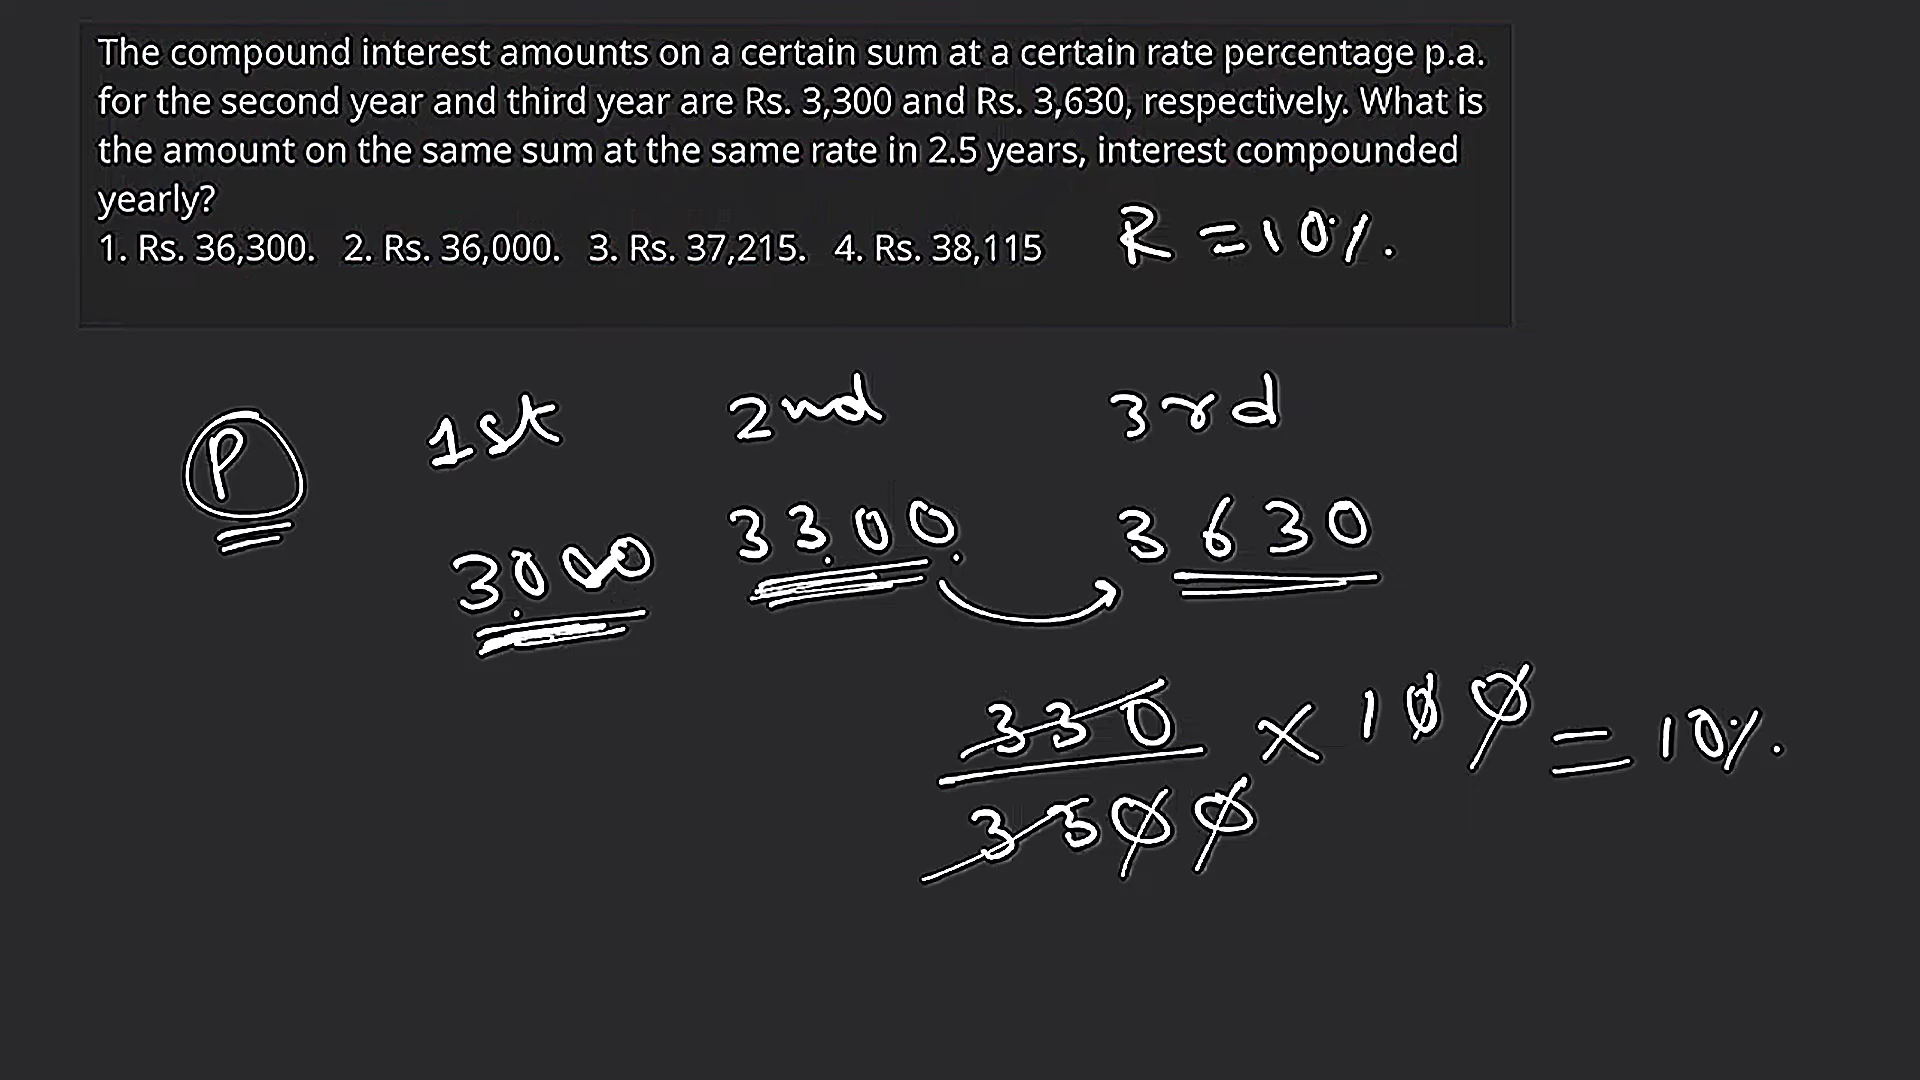 The compound interest amounts on a certain sum at a certain rate percentage p.a.
for the second year and third year are Rs. 3,300 and Rs. 3,630, respectively. What is
the amount on the same sum at the same rate in 2.5 years, interest compounded
yearly?
1. Rs. 36,300.   2. Rs. 36,000.   3. Rs. 37,215.   4. Rs. 38,115
R = 10%.
P 1st 2nd 3rd
3000 3300 3630
330
3300
× 100 = 10%.